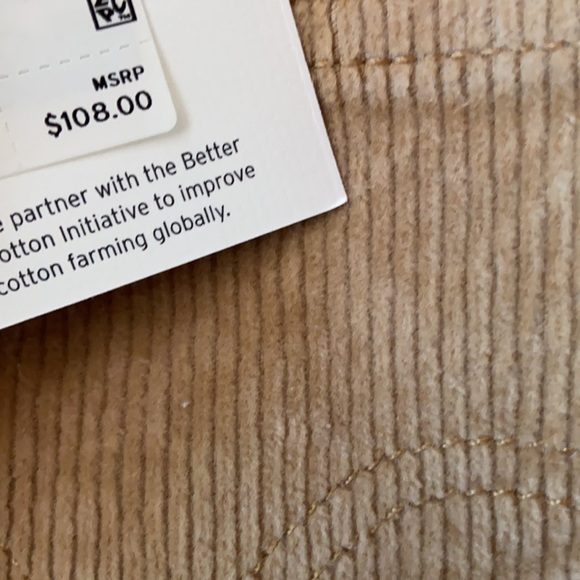 MSRP
$108.00
partner with the Better
otton Initiative to improve
cotton farming globally.